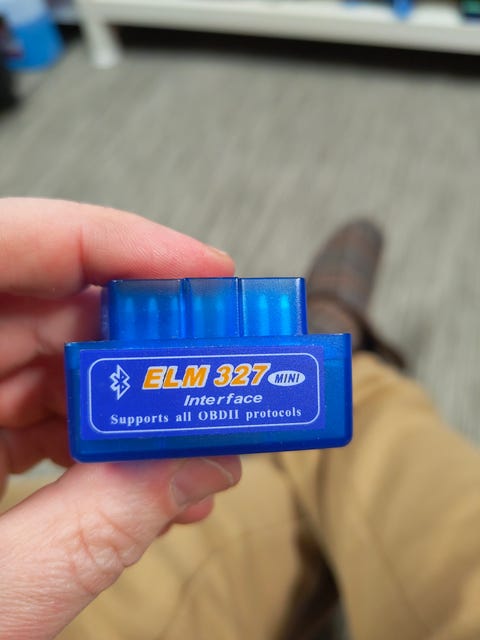 ELM 327 MINI
Interface
Supports all OBDII protocols